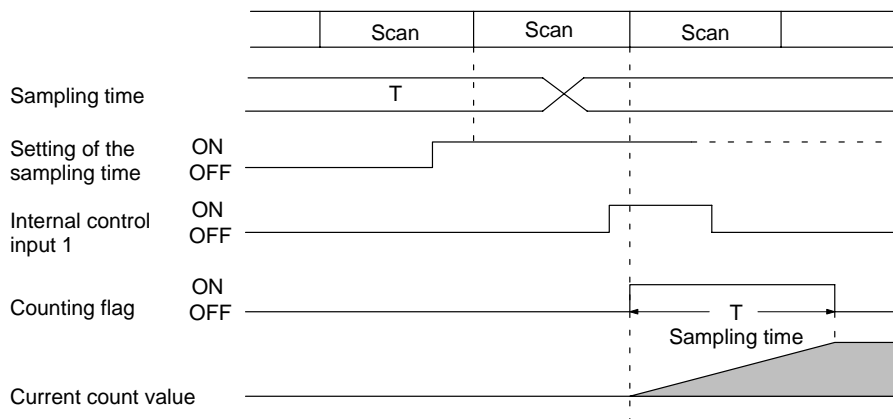 Scan Scan Scan
Sampling time T
Setting of the ON
sampling time OFF
Internal control ON
input 1 OFF
ON
Counting flag OFF T
Sampling time
Current count value